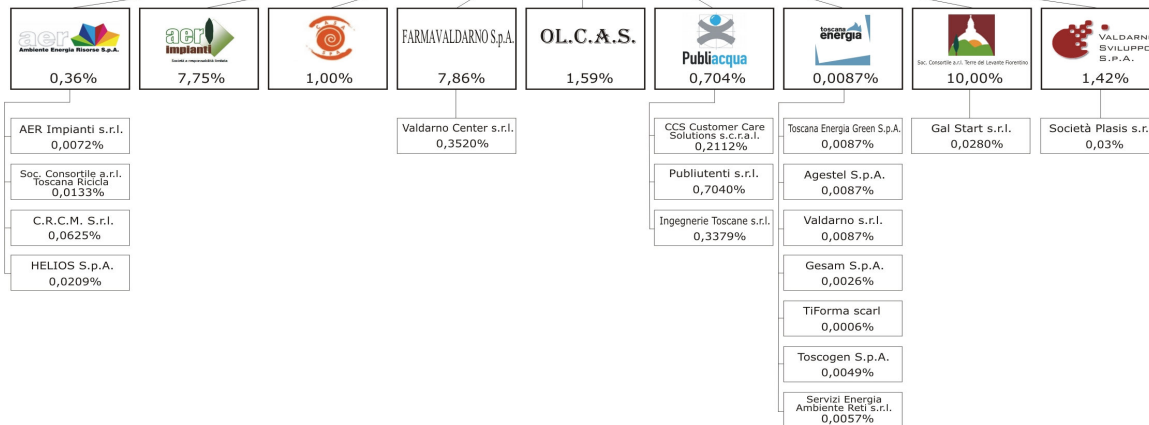 aer
Ambiente Energia Risorse S.p.A.
0,36%
aer
impianti
Società a responsabilità limitata
7,75%
1,00%
FARMAVALDARNO S.p.A.
7,86%
OL.C.A.S.
1,59%
Publiacqua
0,704%
toscana
energia
0,0087%
Soc. Consortile a.r.l. Terre del Levante Fiorentino
10,00%
VALDARNO
SVILUPPO
S.P.A.
1,42%
AER Impianti s.r.l.
0,0072%
Soc. Consortile a.r.l.
Toscana Ricicla
0,0133%
C.R.C.M. S.r.l.
0,0625%
HELIOS S.p.A.
0,0209%
Valdarno Center s.r.l.
0,3520%
CCS Customer Care
Solutions s.c.r.a.l.
0,2112%
Publiutenti s.r.l.
0,7040%
Ingegnerie Toscane s.r.l.
0,3379%
Toscana Energia Green S.p.A.
0,0087%
Agestel S.p.A.
0,0087%
Valdarno s.r.l.
0,0087%
Gesam S.p.A.
0,0026%
TiForma scarl
0,0006%
Toscogen S.p.A.
0,0049%
Servizi Energia
Ambiente Reti s.r.l.
0,0057%
Gal Start s.r.l.
0,0280%
Società Plasis s.r.
0,03%